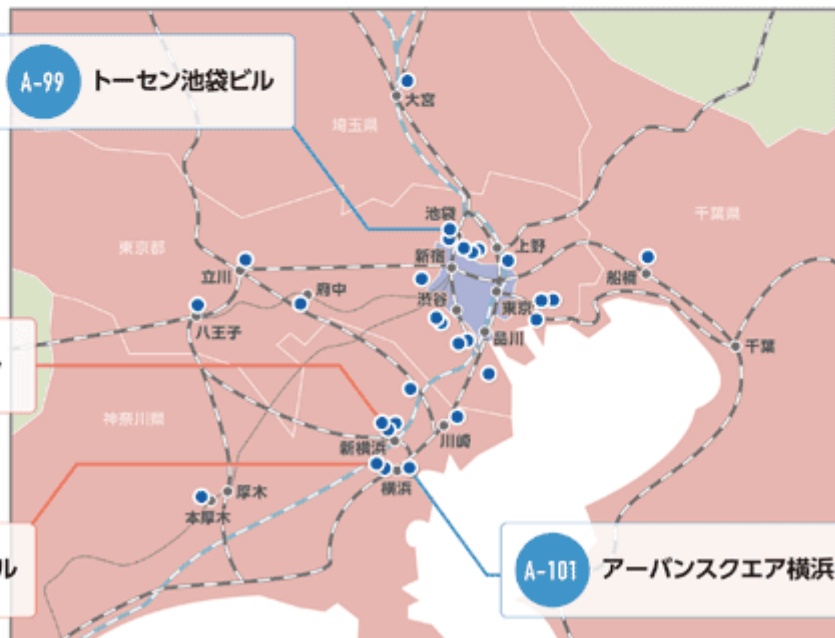 A-99 トーセン池袋ビル
大宮
埼玉県
池袋
上野
千葉県
東京都
新宿
立川
府中
船橋
渋谷
東京
八王子
品川
千葉
神奈川県
新横浜
川崎
横浜
厚木
本厚木
ル
A-101 アーバンスクエア横浜